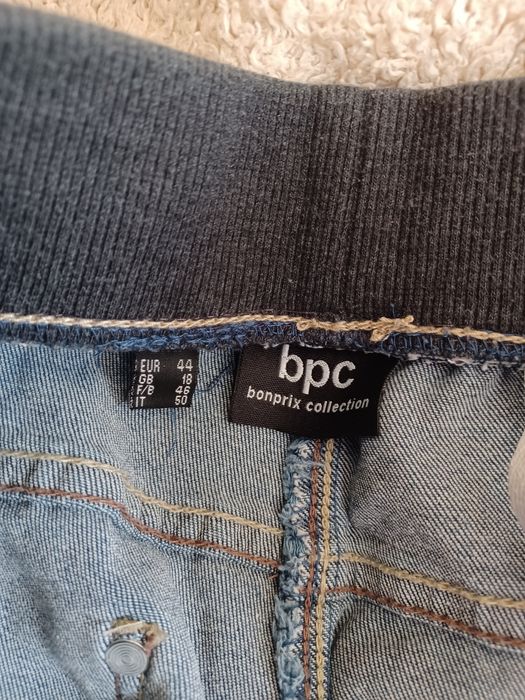 EUR 44
GB 18
F/B 46
IT 50
bpc
bonprix collection